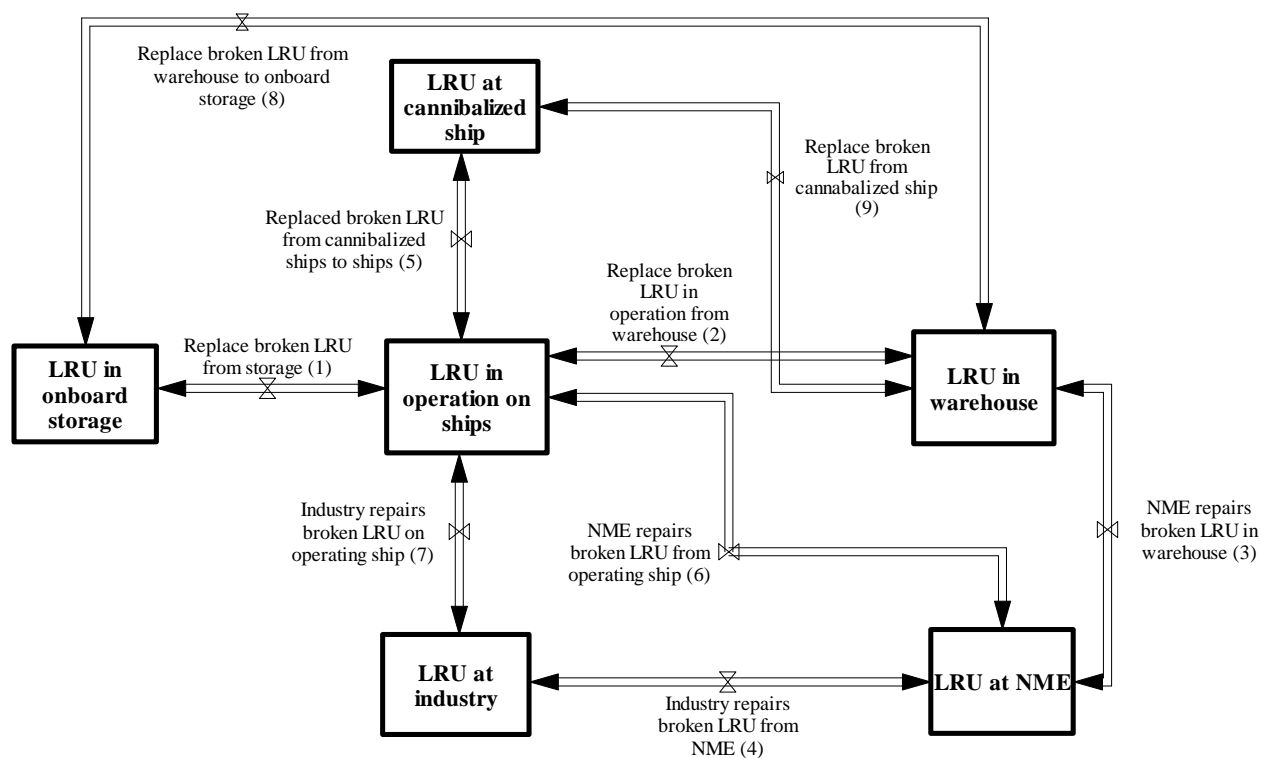 Replace broken LRU from
warehouse to onboard
storage (8)
LRU at
cannibalized
ship
Replace broken
LRU from
cannabalized ship
(9)
Replaced broken LRU
from cannibalized
ships to ships (5)
Replace broken
LRU in
operation from
warehouse (2)
Replace broken LRU
from storage (1)
LRU in
onboard
storage
LRU in
operation on
ships
LRU in
warehouse
Industry repairs
broken LRU on
operating ship (7)
NME repairs
broken LRU from
operating ship (6)
NME repairs
broken LRU in
warehouse (3)
LRU at
industry
LRU at NME
Industry repairs
broken LRU from
NME (4)